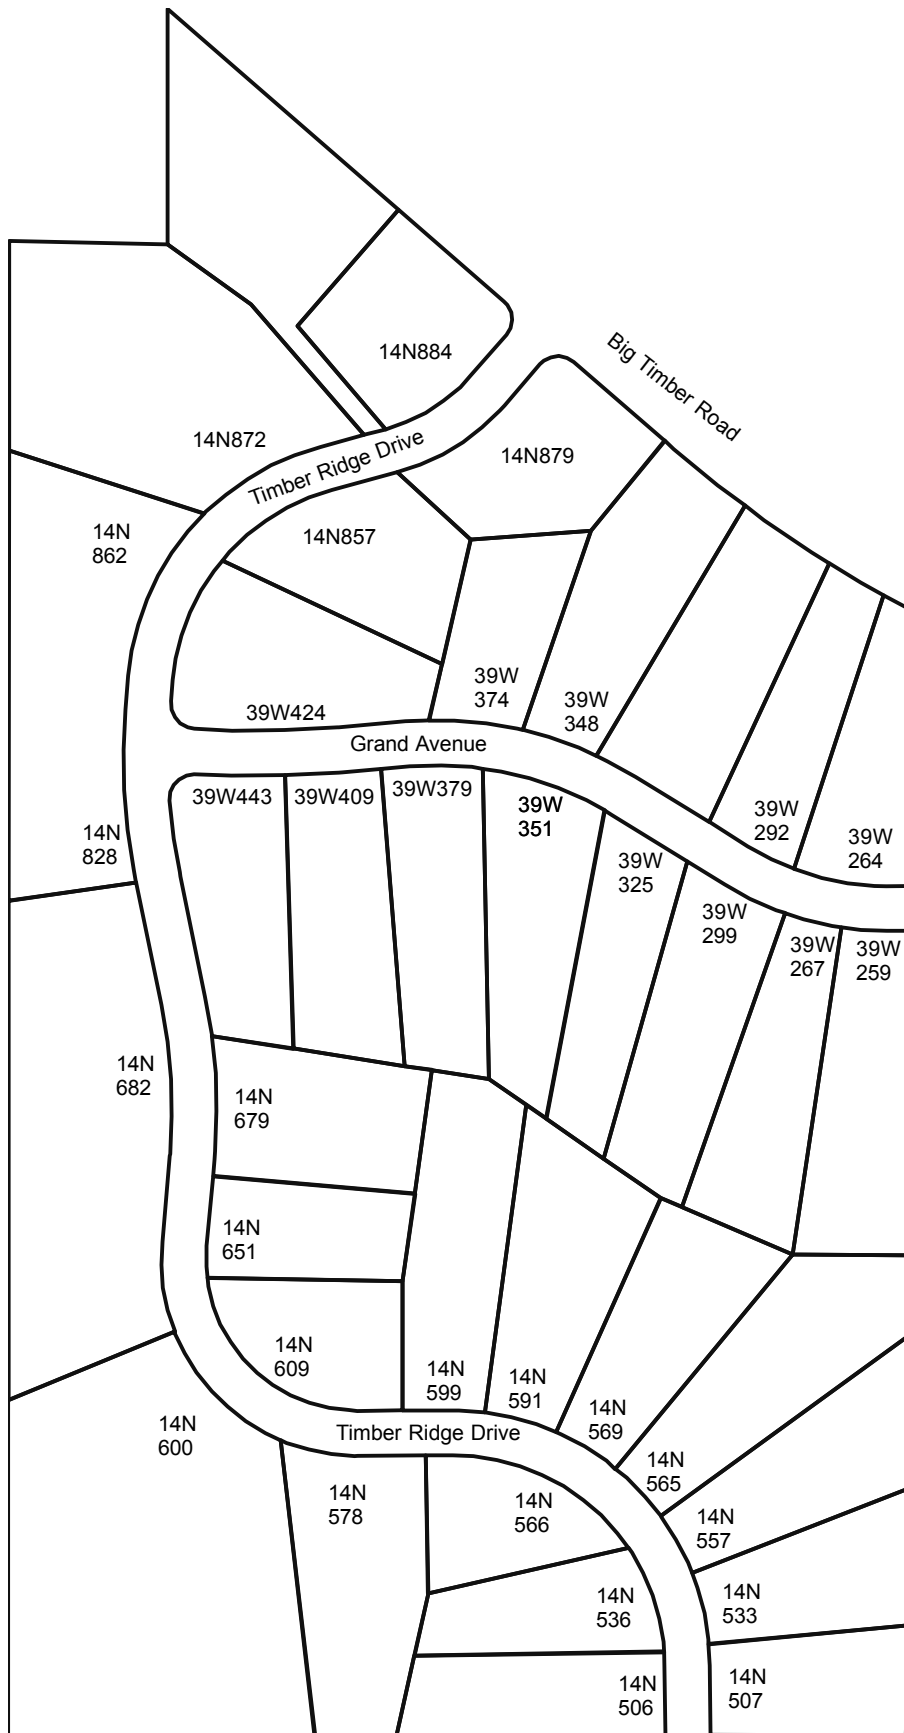 Big Timber Road
14N884
14N872
Timber Ridge Drive
14N879
14N
862
14N857
39W
374
39W
348
39W424
Grand Avenue
39W443
39W409
39W379
39W
351
39W
292
39W
264
14N
828
39W
325
39W
299
39W
267
39W
259
14N
682
14N
679
14N
651
14N
609
14N
599
14N
591
14N
569
14N
600
Timber Ridge Drive
14N
565
14N
578
14N
566
14N
557
14N
536
14N
533
14N
506
14N
507